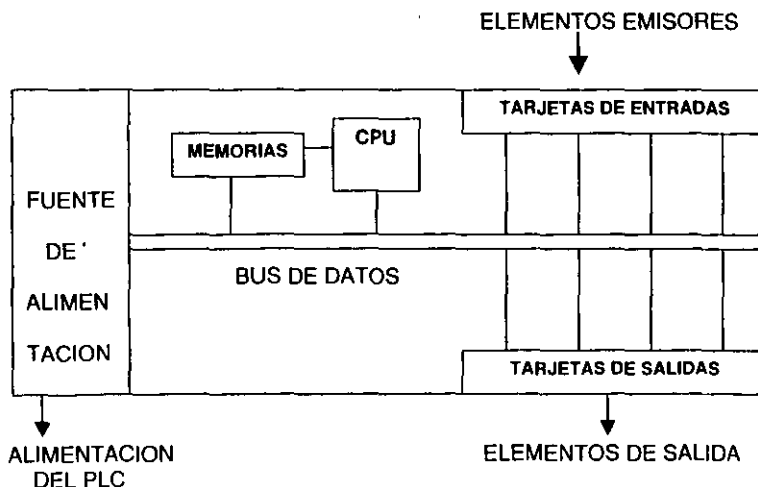 ELEMENTOS EMISORES
TARJETAS DE ENTRADAS
CPU
MEMORIAS
FUENTE
DE'
ALIMEN
TACION
BUS DE DATOS
TARJETAS DE SALIDAS
ALIMENTACION
DEL PLC
ELEMENTOS DE SALIDA